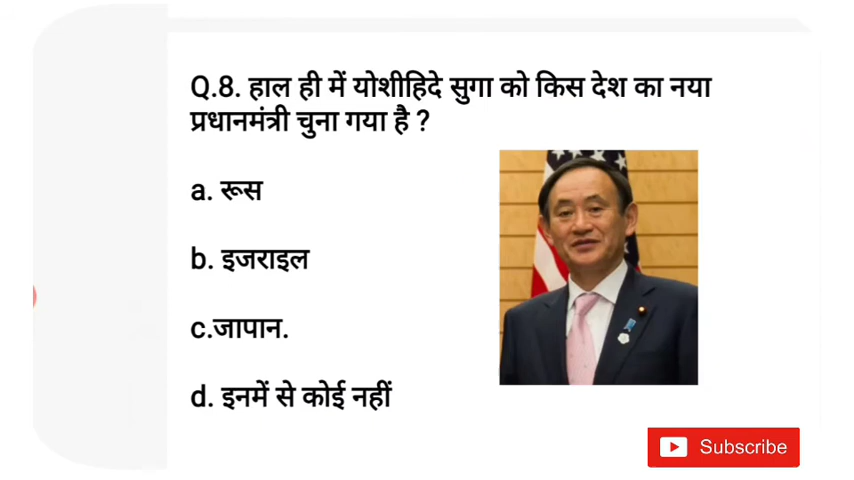 Q.8. हाल ही में योशीहिदे सुगा को किस देश का नया
प्रधानमंत्री चुना गया है ?
a. रूस
b. इजराइल
c.जापान.
d. इनमें से कोई नहीं
Subscribe